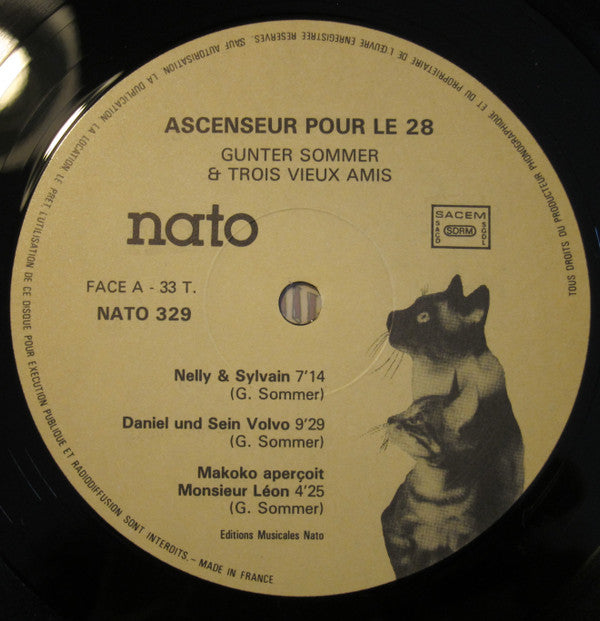 ASCENSEUR POUR LE 28
GUNTER SOMMER
& TROIS VIEUX AMIS
nato
SACEM
SACD
SDRM
SGDL
FACE A - 33 T.
NATO 329
Nelly & Sylvain 7'14
(G. Sommer)
Daniel und Sein Volvo 9'29
(G. Sommer)
Makoko aperçoit
Monsieur Léon 4'25
(G. Sommer)
Editions Musicales Nato
TOUS DROITS DU PRODUCTEUR PHONOGRAPHIQUE ET DU PROPRIETAIRE DE L'ŒUVRE ENREGISTREE RESERVES. SAUF AUTORISATION, LA DUPLICATION, LA LOCATION, LE PRET, L'UTILISATION DE CE DISQUE POUR EXECUTION PUBLIQUE ET RADIODIFFUSION SONT INTERDITS. - MADE IN FRANCE